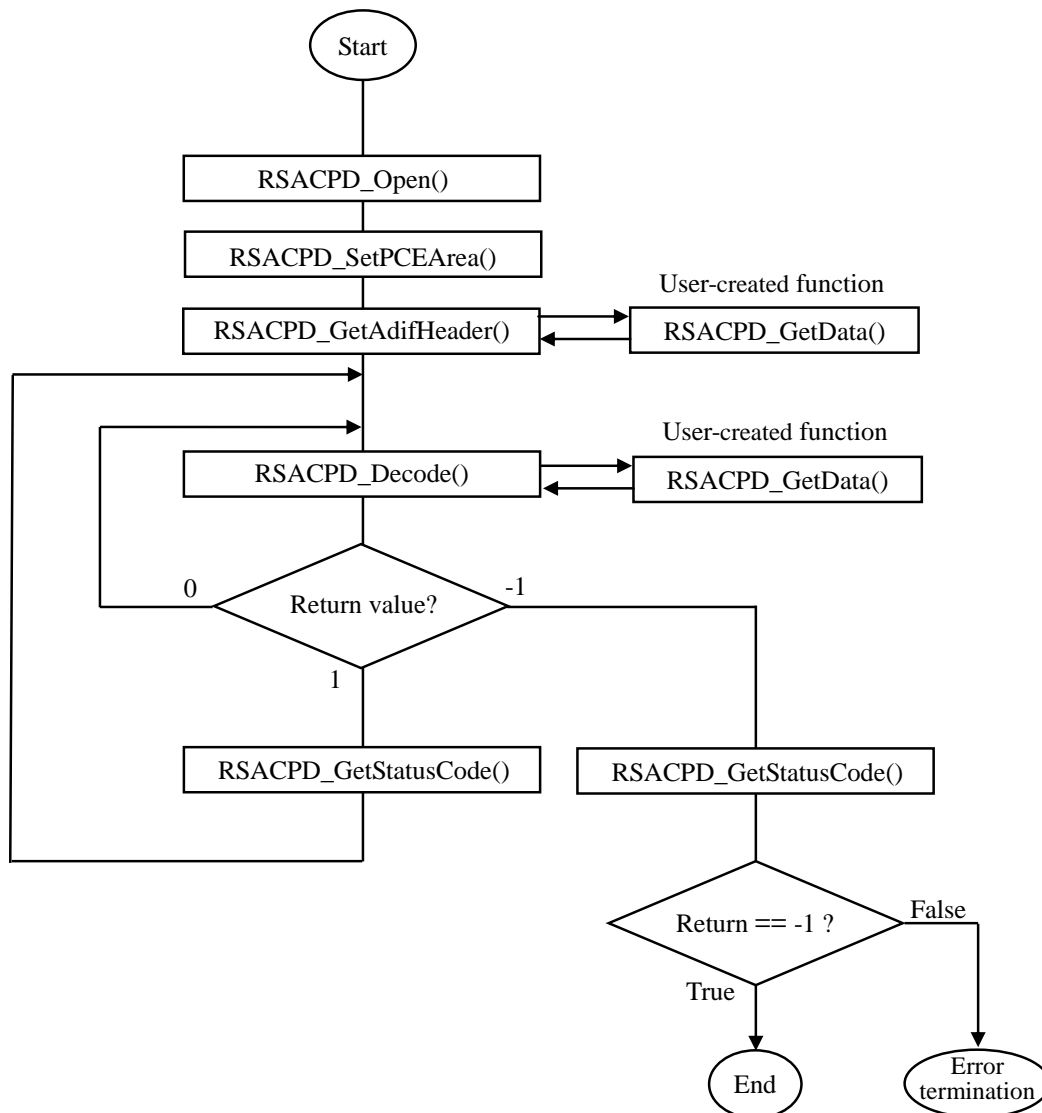 Start
RSACPD_Open()
RSACPD_SetPCEArea()
User-created function
RSACPD_GetAdifHeader()
RSACPD_GetData()
User-created function
RSACPD_Decode()
RSACPD_GetData()
0
-1
Return value?
1
RSACPD_GetStatusCode()
RSACPD_GetStatusCode()
Return == -1 ?
False
True
End
Error
termination